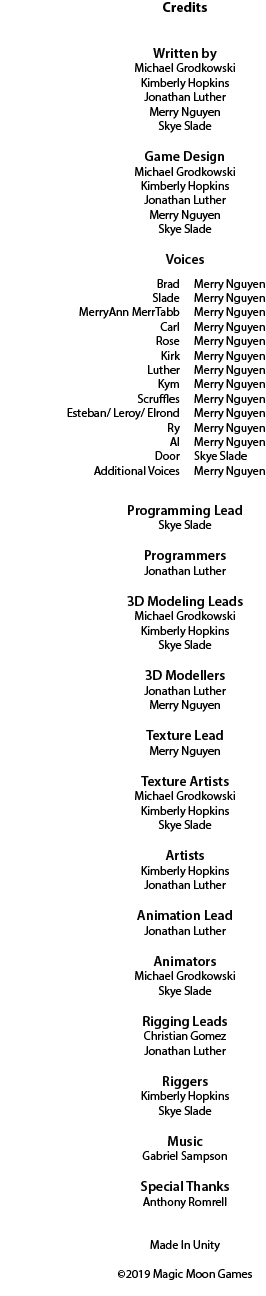 Credits
Written by
Michael Grodkowski
Kimberly Hopkins
Jonathan Luther
Merry Nguyen
Skye Slade
Game Design
Michael Grodkowski
Kimberly Hopkins
Jonathan Luther
Merry Nguyen
Skye Slade
Voices
Brad Merry Nguyen
Slade Merry Nguyen
MerryAnn MerrTabb Merry Nguyen
Carl Merry Nguyen
Rose Merry Nguyen
Kirk Merry Nguyen
Luther Merry Nguyen
Kym Merry Nguyen
Scruffles Merry Nguyen
Esteban/ Leroy/ Elrond Merry Nguyen
Ry Merry Nguyen
Al Merry Nguyen
Door Skye Slade
Additional Voices Merry Nguyen
Programming Lead
Skye Slade
Programmers
Jonathan Luther
3D Modeling Leads
Michael Grodkowski
Kimberly Hopkins
Skye Slade
3D Modellers
Jonathan Luther
Merry Nguyen
Texture Lead
Merry Nguyen
Texture Artists
Michael Grodkowski
Kimberly Hopkins
Skye Slade
Artists
Kimberly Hopkins
Jonathan Luther
Animation Lead
Jonathan Luther
Animators
Michael Grodkowski
Skye Slade
Rigging Leads
Christian Gomez
Jonathan Luther
Riggers
Kimberly Hopkins
Skye Slade
Music
Gabriel Sampson
Special Thanks
Anthony Romrell
Made In Unity
©2019 Magic Moon Games